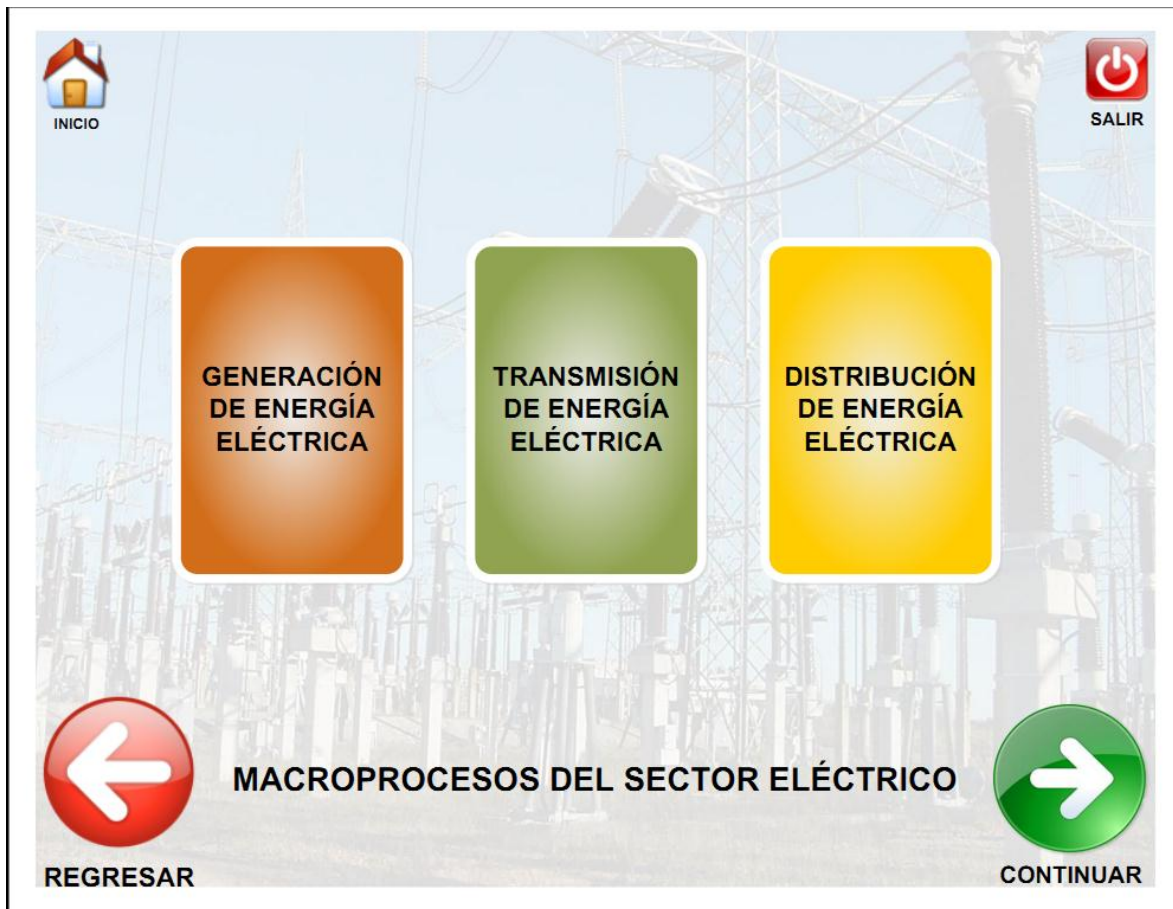 INICIO
SALIR
GENERACIÓN
DE ENERGÍA
ELÉCTRICA
TRANSMISIÓN
DE ENERGÍA
ELÉCTRICA
DISTRIBUCIÓN
DE ENERGÍA
ELÉCTRICA
MACROPROCESOS DEL SECTOR ELÉCTRICO
REGRESAR
CONTINUAR